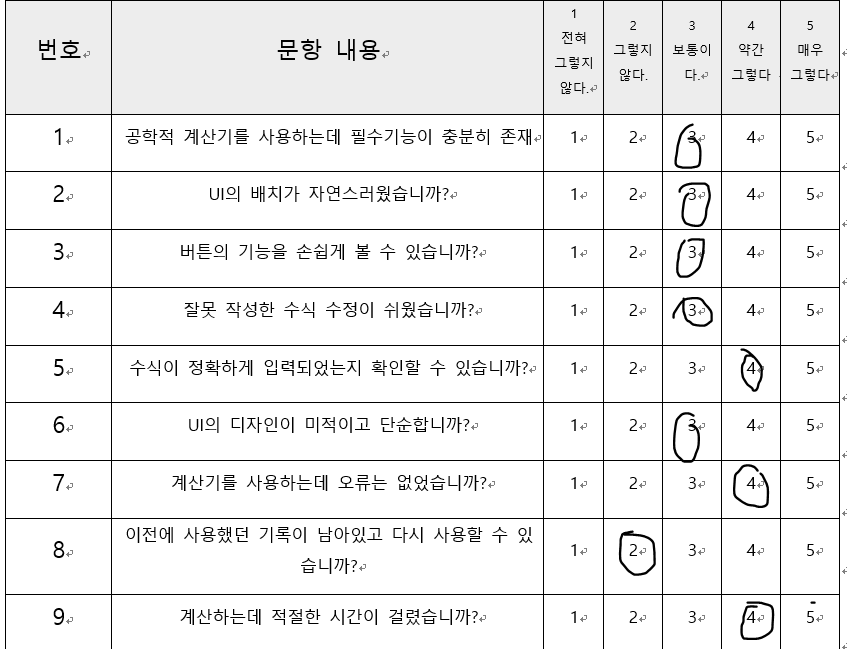 번호 문항 내용 1 전혀 그렇지 않다. 2 그렇지 않다. 3 보통이다. 4 약간 그렇다 5 매우 그렇다
1 공학적 계산기를 사용하는데 필수기능이 충분히 존재 1 2 3 4 5
2 UI의 배치가 자연스러웠습니까? 1 2 3 4 5
3 버튼의 기능을 손쉽게 볼 수 있습니까? 1 2 3 4 5
4 잘못 작성한 수식 수정이 쉬웠습니까? 1 2 3 4 5
5 수식이 정확하게 입력되었는지 확인할 수 있습니까? 1 2 3 4 5
6 UI의 디자인이 미적이고 단순합니까? 1 2 3 4 5
7 계산기를 사용하는데 오류는 없었습니까? 1 2 3 4 5
8 이전에 사용했던 기록이 남아있고 다시 사용할 수 있
습니까? 1 2 3 4 5
9 계산하는데 적절한 시간이 걸렸습니까? 1 2 3 4 5